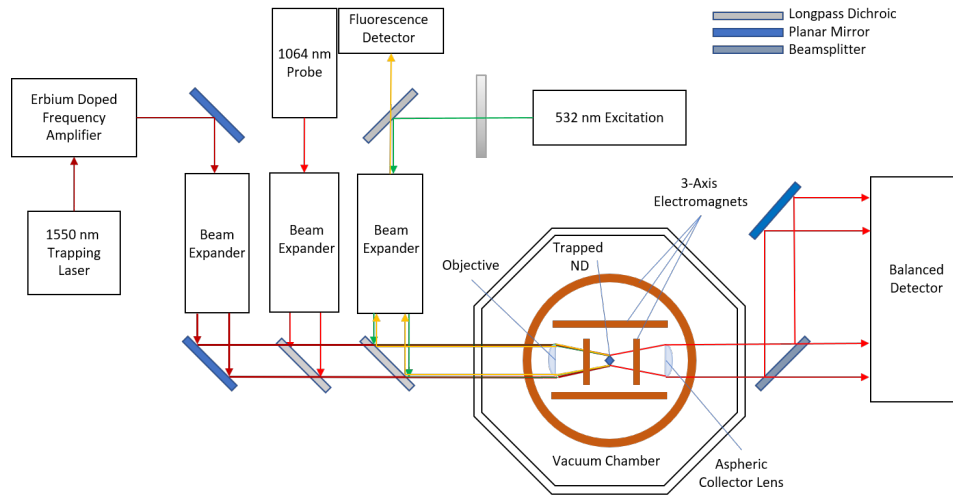 Fluorescence
Detector
1064 nm
Probe
Longpass Dichroic
Planar Mirror
Beamsplitter
Erbium Doped
Frequency
Amplifier
532 nm Excitation
1550 nm
Trapping
Laser
Beam
Expander
Beam
Expander
Beam
Expander
3-Axis
Electromagnets
Trapped
ND
Objective
Balanced
Detector
Vacuum Chamber
Aspheric
Collector Lens